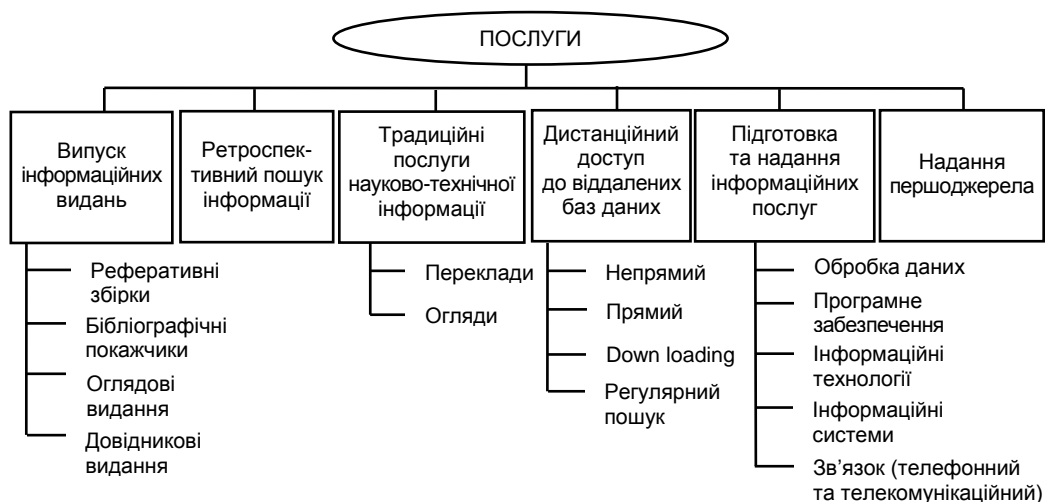 ПОСЛУГИ
Випуск
інформаційних
видань
Ретроспек-
тивний пошук
інформації
Традиційні
послуги
науково-технічної
інформації
Дистанційний
доступ
до віддалених
баз даних
Підготовка
та надання
інформаційних
послуг
Надання
першоджерела
Реферативні
збірки
Бібліографічні
покажчики
Оглядові
видання
Довідникові
видання
Переклади
Огляди
Непрямий
Прямий
Down loading
Регулярний
пошук
Обробка даних
Програмне
забезпечення
Інформаційні
технології
Інформаційні
системи
Зв'язок (телефонний
та телекомунікаційний)